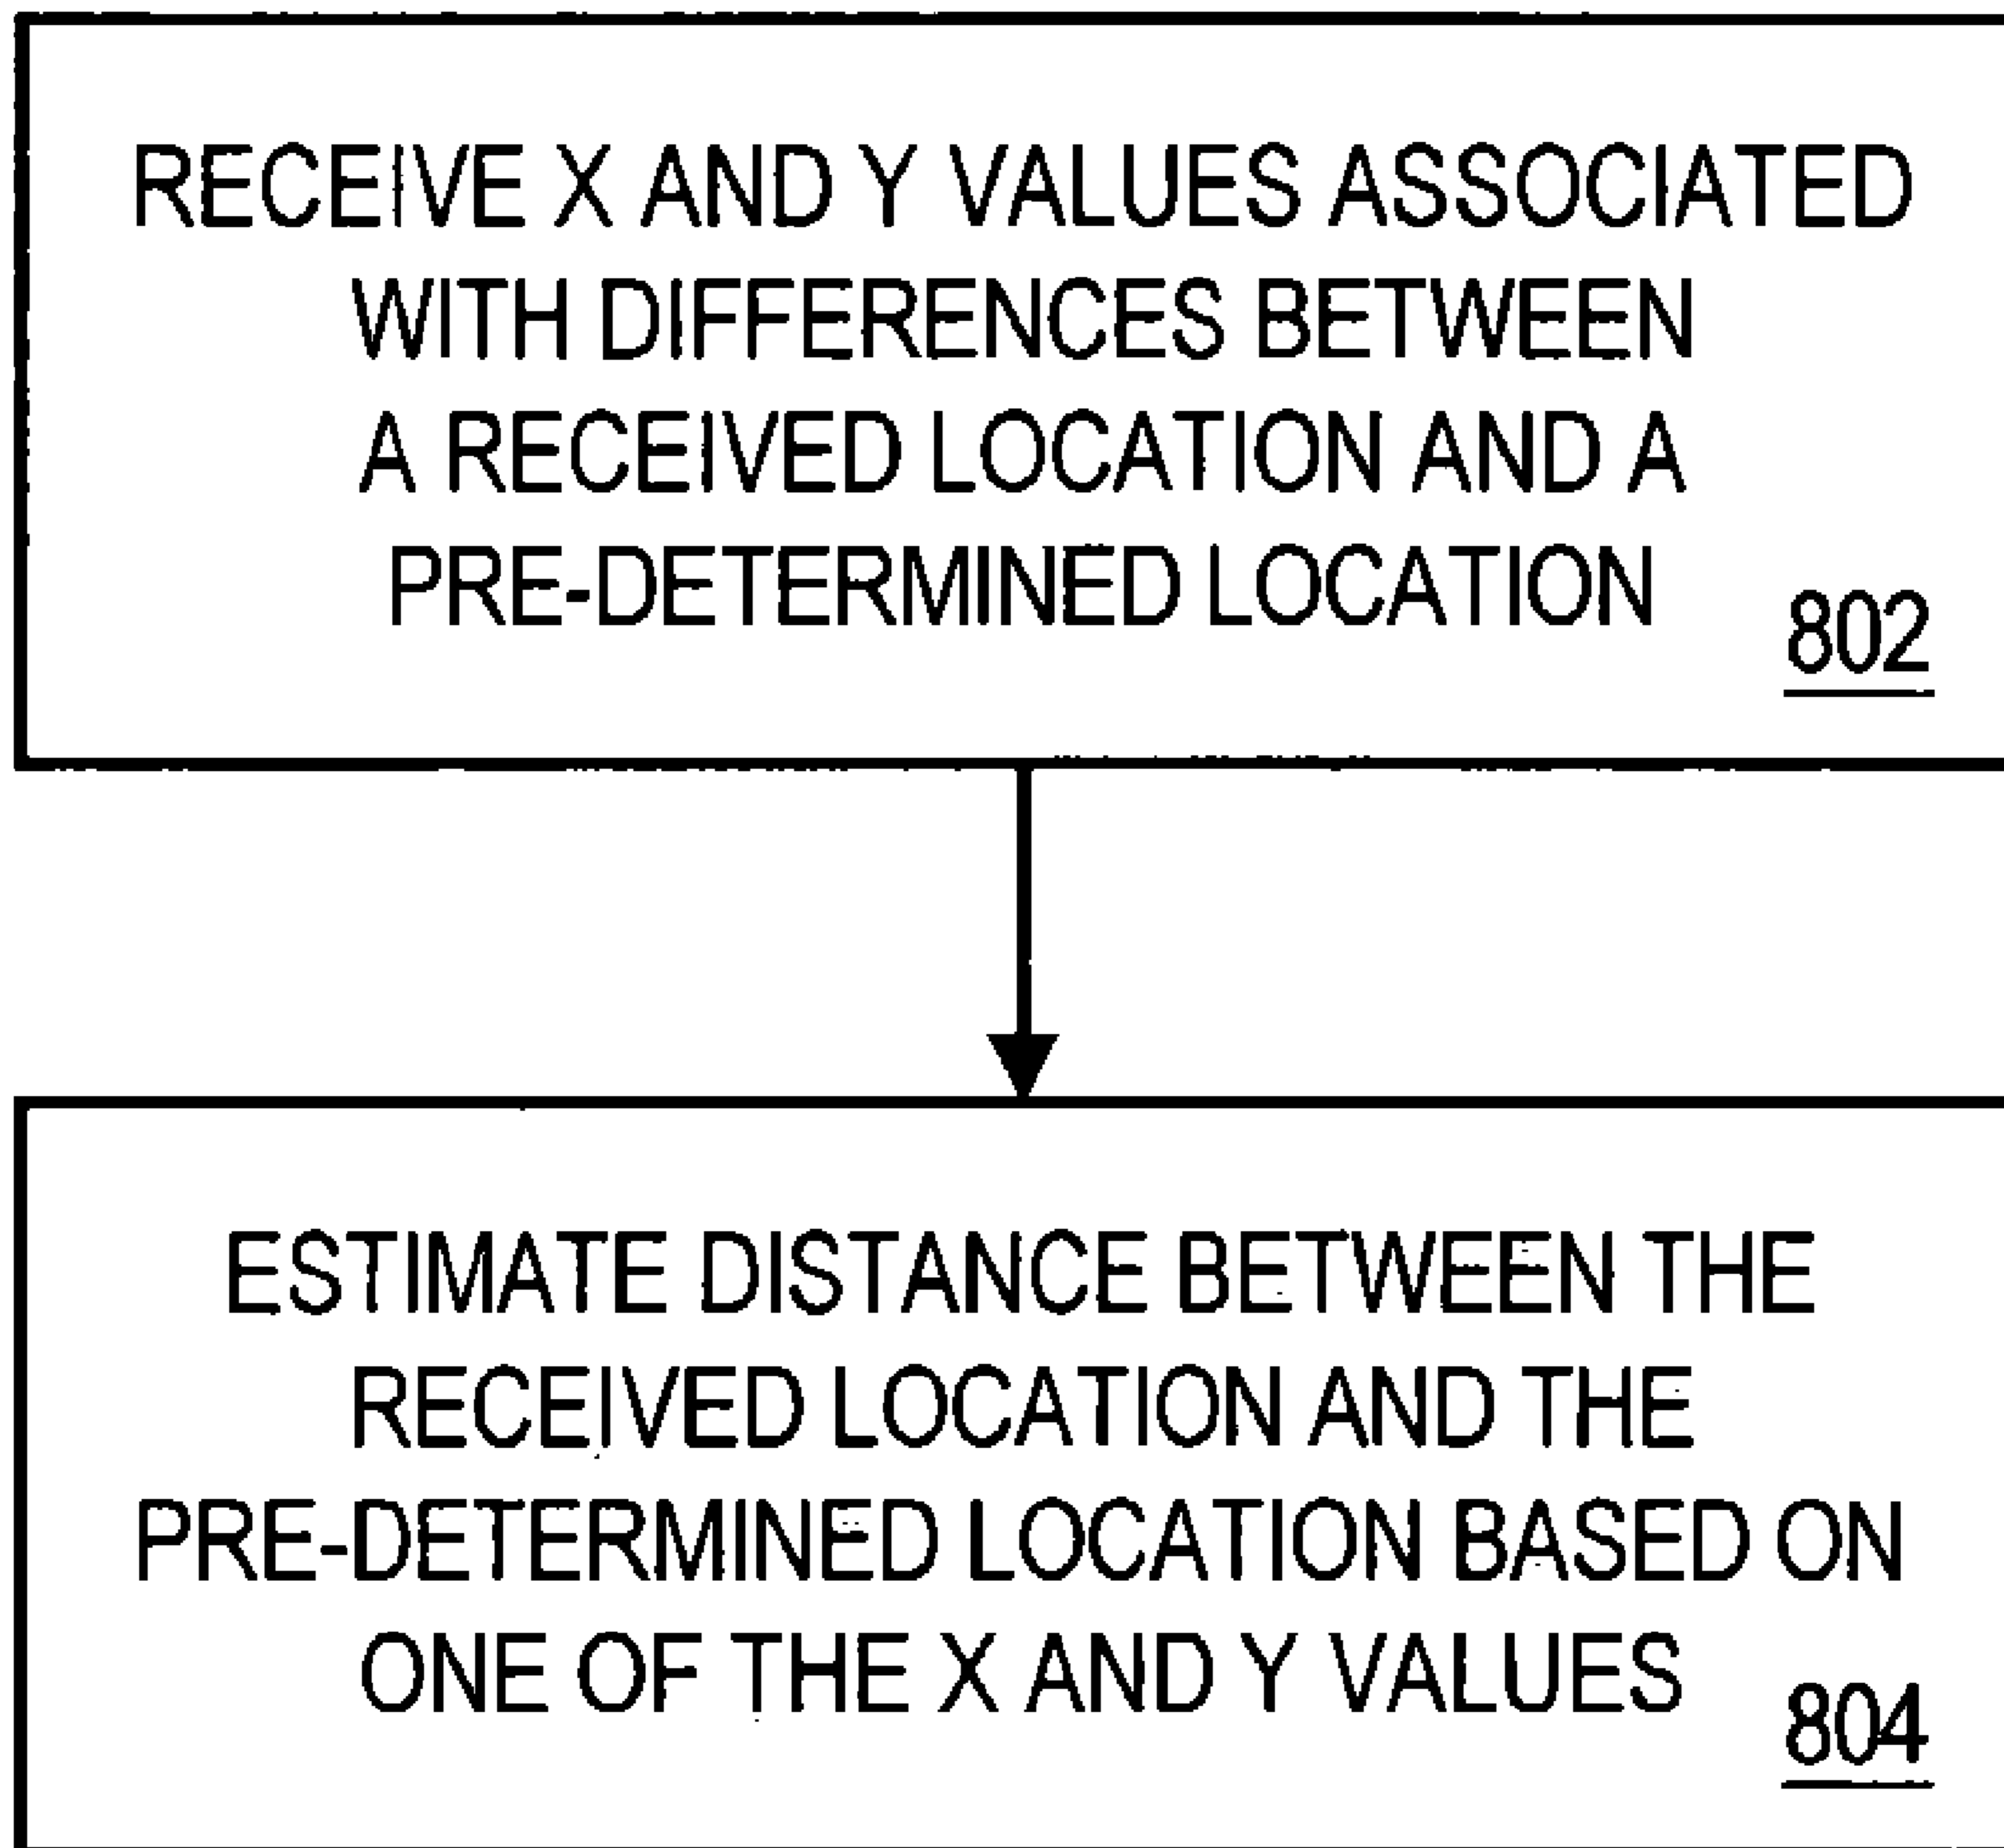 RECEIVE X AND Y VALUES ASSOCIATED
WITH DIFFERENCES BETWEEN
A RECEIVED LOCATION AND A
PRE-DETERMINED LOCATION
802
ESTIMATE DISTANCE BETWEEN THE
RECEIVED LOCATION AND THE
PRE-DETERMINED LOCATION BASED ON
ONE OF THE X AND Y VALUES
804